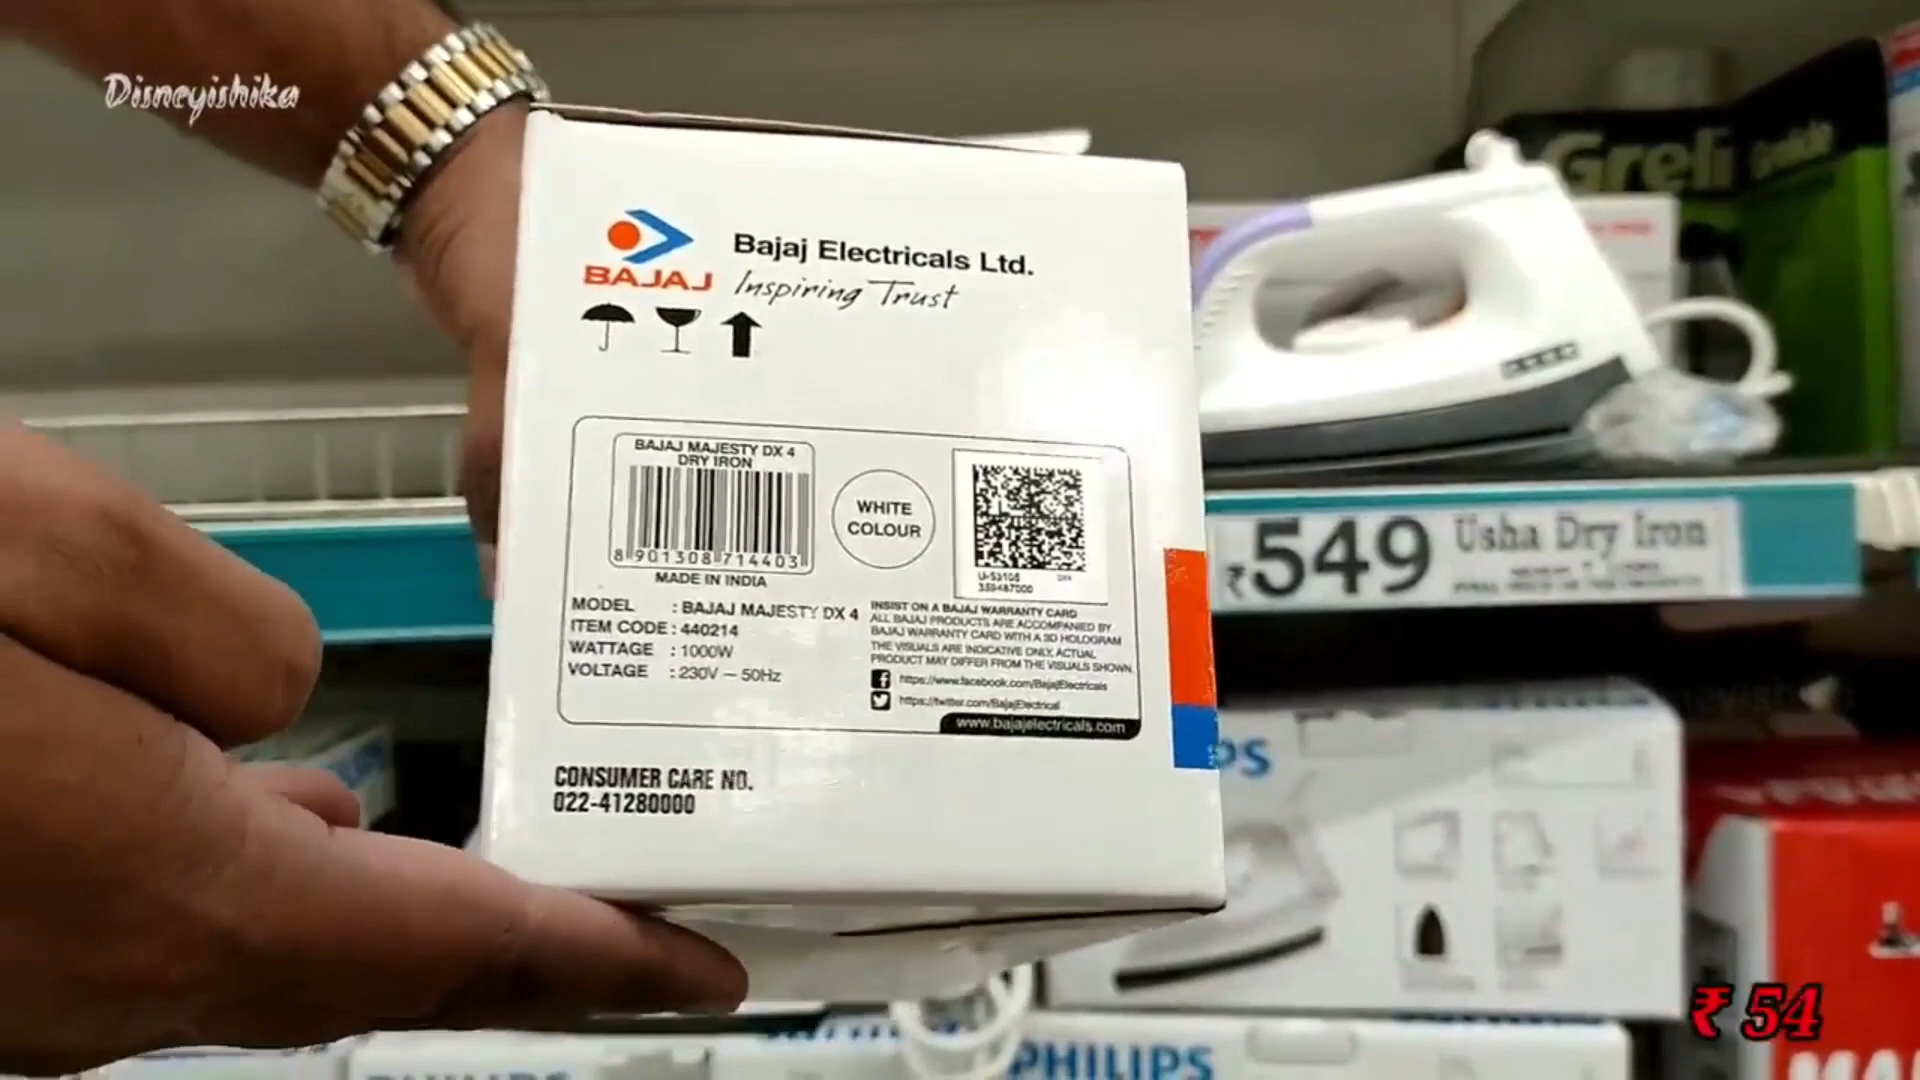 Disneyishika
BAJAJ
Bajaj Electricals Ltd.
Inspiring Trust
BAJAJ MAJESTY DX 4
DRY IRON
8 901308 714403
MADE IN INDIA
WHITE
COLOUR
U-53105
359487000
MODEL : BAJAJ MAJESTY DX 4
ITEM CODE : 440214
WATTAGE : 1000W
VOLTAGE : 230V – 50Hz
INSIST ON A BAJAJ WARRANTY CARD
ALL BAJAJ PRODUCTS ARE ACCOMPANIED BY
BAJAJ WARRANTY CARD WITH A 3D HOLOGRAM
THE VISUALS ARE INDICATIVE ONLY, ACTUAL
PRODUCT MAY DIFFER FROM THE VISUALS SHOWN.
https://www.facebook.com/BajajElectricals
https://twitter.com/BajajElectrical
www.bajajelectricals.com
CONSUMER CARE NO.
022-41280000
Greli
₹549 Usha Dry Iron
PS
PHILIPS
₹ 54